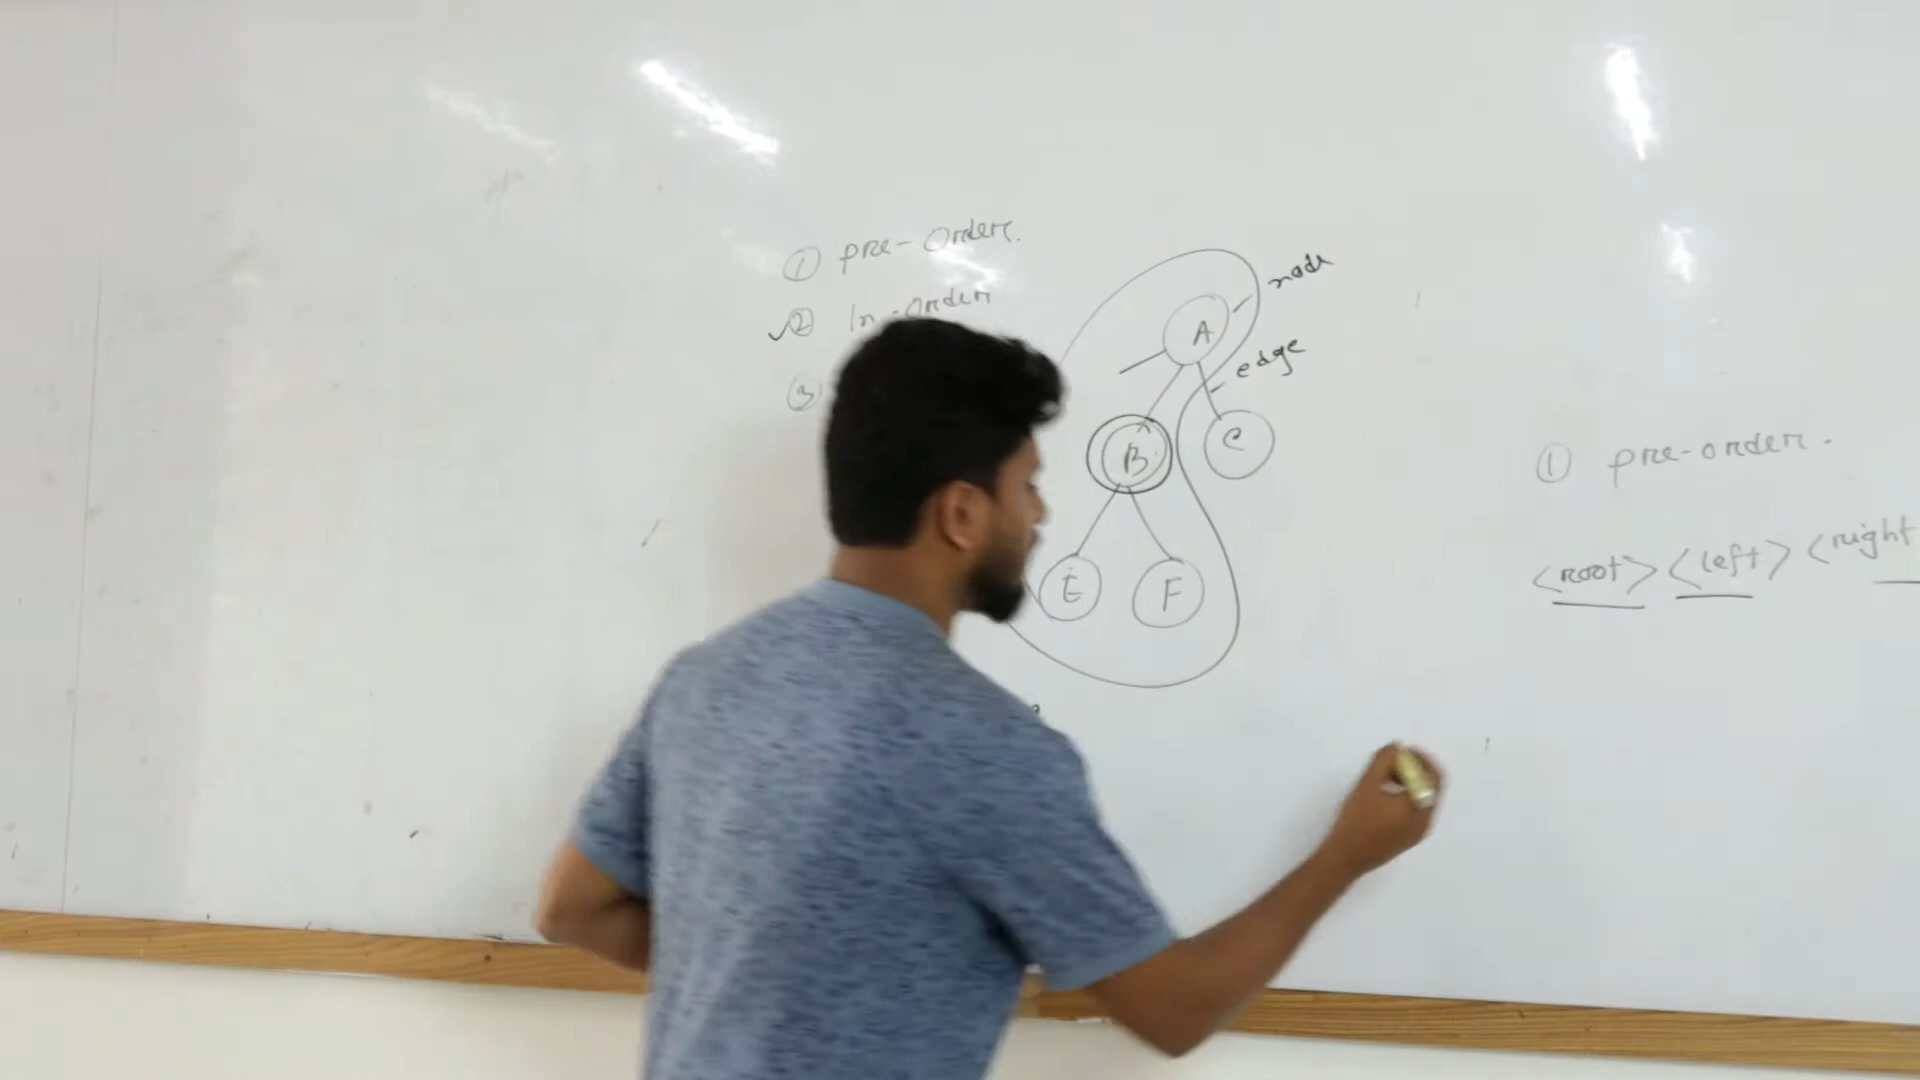 ① pre-order.
② In-order
③
node
A
edge
B
C
E
F
① pre-order.
<root> <left> <right